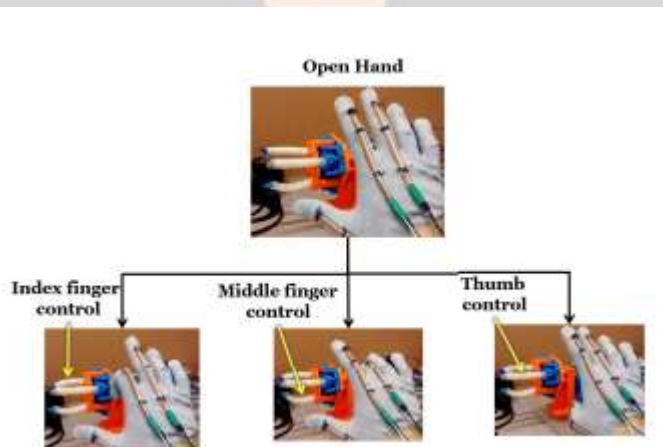 Open Hand
Index finger
control
Middle finger
control
Thumb
control